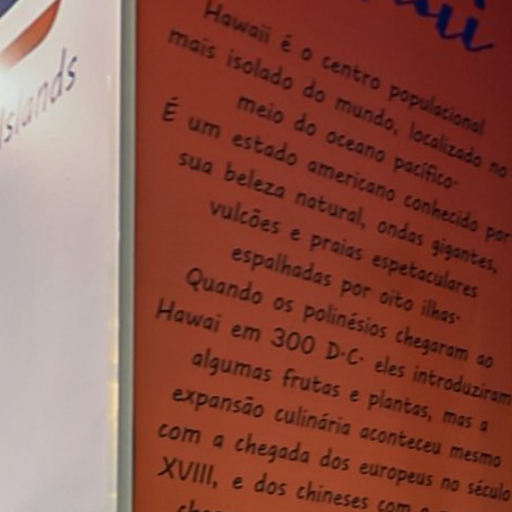 Islands
Hawaii é o centro populacional
mais isolado do mundo, localizado no
meio do oceano pacífico.
É um estado americano conhecido por
sua beleza natural, ondas gigantes,
vulcões e praias espetaculares
espalhadas por oito ilhas.
Quando os polinésios chegaram ao
Hawai em 300 D.C. eles introduziram
algumas frutas e plantas, mas a
expansão culinária aconteceu mesmo
com a chegada dos europeus no século
XVIII, e dos chineses com